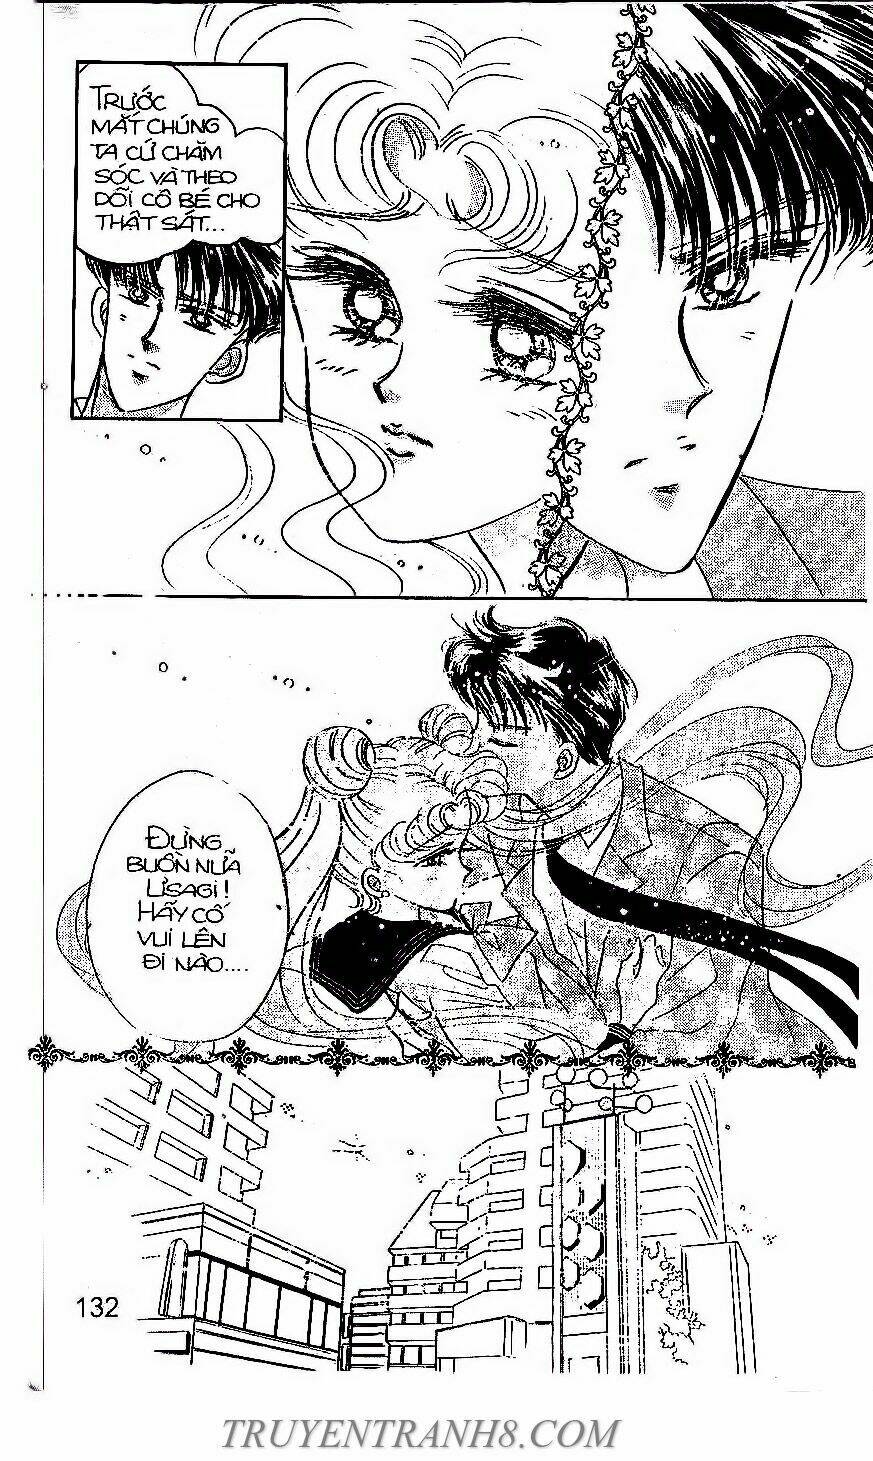 TRƯỚC
MẮT CHÚNG
TA CỨ CHĂM
SÓC VÀ THEO
DÕI CÔ BÉ CHO
THẬT SÁT...
ĐỪNG
BUỒN NỮA
USAGI!
HÃY CỐ
VUI LÊN
ĐI NÀO....
132
TRUYENTRANH8.COM